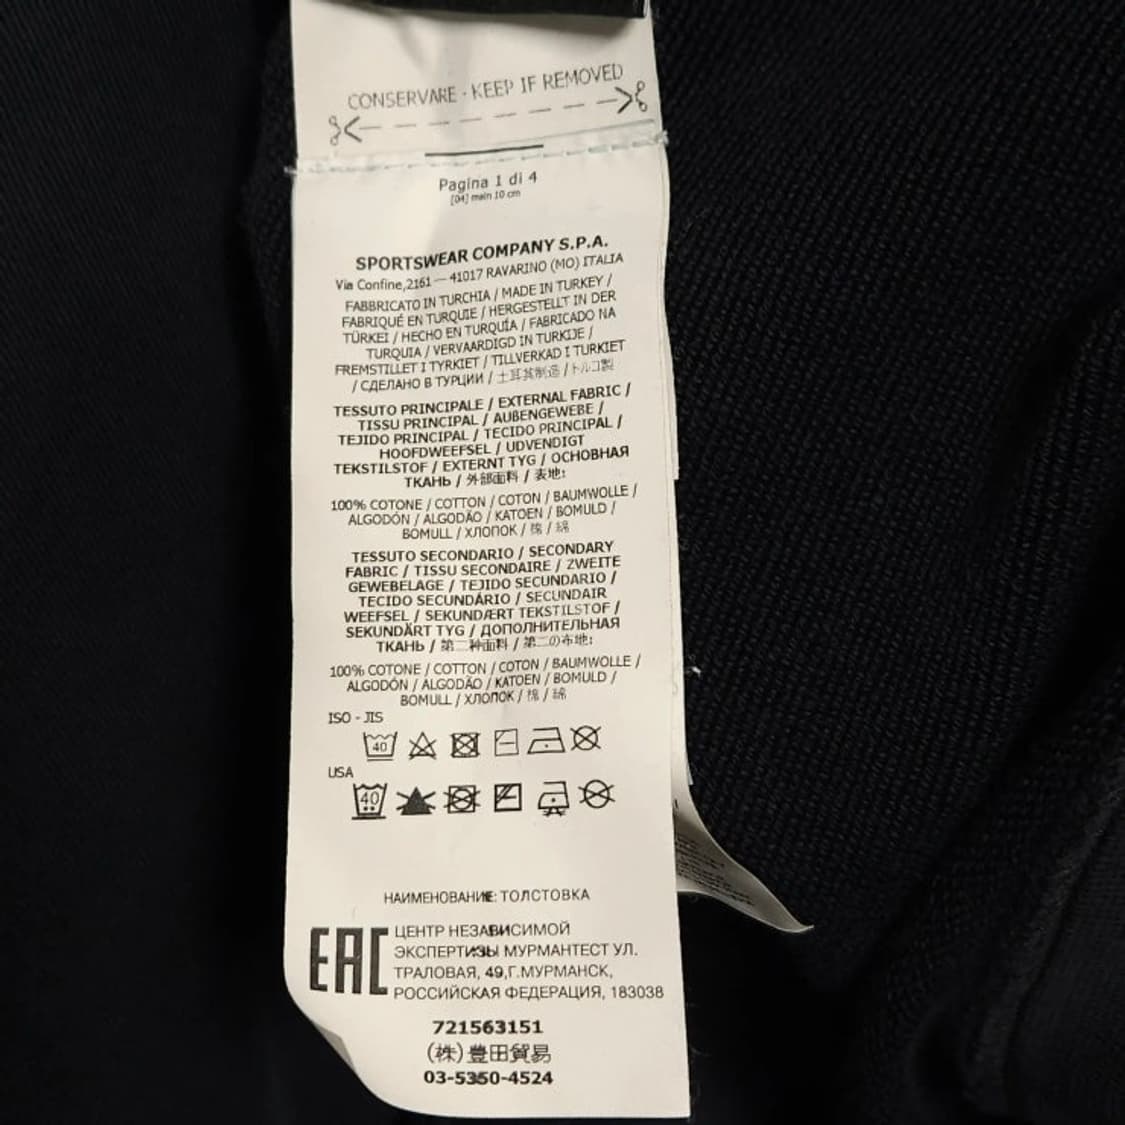 CONSERVARE - KEEP IF REMOVED
Pagina 1 di 4
[04] main 10 cm
SPORTSWEAR COMPANY S.P.A.
Via Confine,2161 — 41017 RAVARINO (MO) ITALIA
FABBRICATO IN TURCHIA / MADE IN TURKEY /
FABRIQUÉ EN TURQUIE / HERGESTELLT IN DER
TÜRKEI / HECHO EN TURQUÍA / FABRICADO NA
TURQUIA / VERVAARDIGD IN TURKIJE /
FREMSTILLET I TYRKIET / TILLVERKAD I TURKIET
/ СДЕЛАНО В ТУРЦИИ / 土耳其制造 / トルコ製
TESSUTO PRINCIPALE / EXTERNAL FABRIC /
TISSU PRINCIPAL / AUßENGEWEBE /
TEJIDO PRINCIPAL / TECIDO PRINCIPAL /
HOOFDWEEFSEL / UDVENDIGT
TEKSTILSTOF / EXTERNT TYG / ОСНОВНАЯ
ТКАНЬ / 外部面料 / 表地:
100% COTONE / COTTON / COTON / BAUMWOLLE /
ALGODÓN / ALGODÃO / KATOEN / BOMULD /
BOMULL / ХЛОПОК / 棉 / 綿
TESSUTO SECONDARIO / SECONDARY
FABRIC / TISSU SECONDAIRE / ZWEITE
GEWEBELAGE / TEJIDO SECUNDARIO /
TECIDO SECUNDÁRIO / SECUNDAIR
WEEFSEL / SEKUNDÆRT TEKSTILSTOF /
SEKUNDÄRT TYG / ДОПОЛНИТЕЛЬНАЯ
ТКАНЬ / 第二种面料 / 第二の布地:
100% COTONE / COTTON / COTON / BAUMWOLLE /
ALGODÓN / ALGODÃO / KATOEN / BOMULD /
BOMULL / ХЛОПОК / 棉 / 綿
ISO - JIS
40
USA
40
НАИМЕНОВАНИЕ: ТОЛСТОВКА
EAC
ЦЕНТР НЕЗАВИСИМОЙ
ЭКСПЕРТИЗЫ МУРМАНТЕСТ УЛ.
ТРАЛОВАЯ, 49,Г.МУРМАНСК,
РОССИЙСКАЯ ФЕДЕРАЦИЯ, 183038
721563151
(株)豊田貿易
03-5350-4524